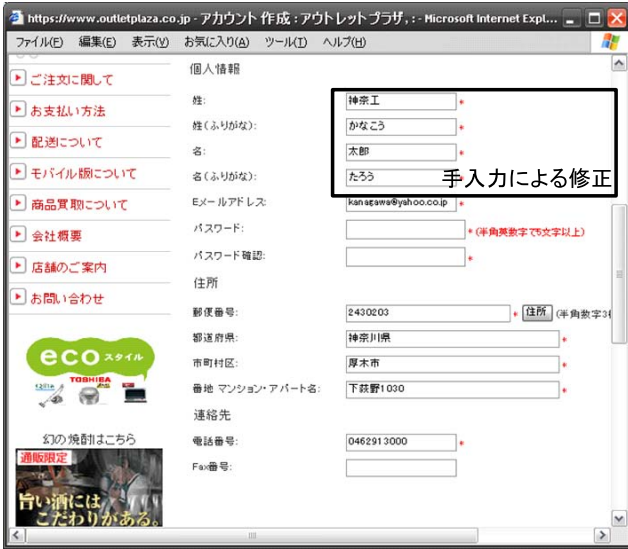 https://www.outletplaza.co.jp - アカウント 作成 : アウトレットプラザ, : - Microsoft Internet Expl...
ファイル(F) 編集(E) 表示(V) お気に入り(A) ツール(T) ヘルプ(H)
ご注文に関して
お支払い方法
配送について
モバイル版について
商品買取について
会社概要
店舗のご案内
お問い合わせ
eco スタイル
TOSHIBA
幻の焼酎はこちら
通販限定
旨い酒には
こだわりがある。
個人情報
姓: 神奈工 *
姓(ふりがな): かなこう *
名: 太郎 *
名(ふりがな): たろう
手入力による修正
Eメールアドレス: kanagawa@yahoo.co.jp *
パスワード: * (半角英数字で5文字以上)
パスワード確認: *
住所
郵便番号: 2430203 * 住所 (半角数字3
都道府県: 神奈川県 *
市町村区: 厚木市 *
番地 マンション・アパート名: 下荻野1030 *
連絡先
電話番号: 0462913000 *
Fax番号: